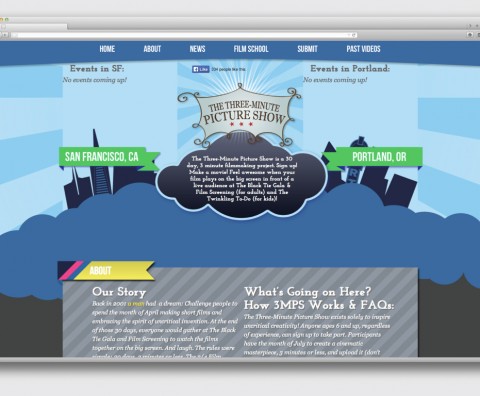 HOME ABOUT NEWS FILM SCHOOL SUBMIT PAST VIDEOS
Events in SF:
No events coming up!
Like
people like this.
Events in Portland:
No events coming up!
THE THREE-MINUTE
PICTURE SHOW
SAN FRANCISCO, CA
PORTLAND, OR
The Three-Minute Picture Show is a 30
day, 3 minute filmmaking project. Sign up!
Make a movie! Feel awesome when your
film plays on the big screen in front of a
live audience at The Black Tie Gala &
Film Screening (for adults) and The
Twinkling To-Do (for kids)!
ABOUT
Our Story
Back in 2001 a man had a dream: Challenge people to
spend the month of April making short films and
embracing the spirit of uncritical invention. At the end
of those 30 days, everyone would gather at The Black
Tie Gala and Film Screening to watch the films
together on the big screen. And laugh. The rules were
What's Going on Here?
How 3MPS Works & FAQs:
The Three-Minute Picture Show exists solely to inspire
uncritical creativity! Anyone ages 6 and up, regardless
of experience, can sign up to take part. Participants
have the month of July to create a cinematic
masterpiece, 3 minutes or less, and upload it (don't